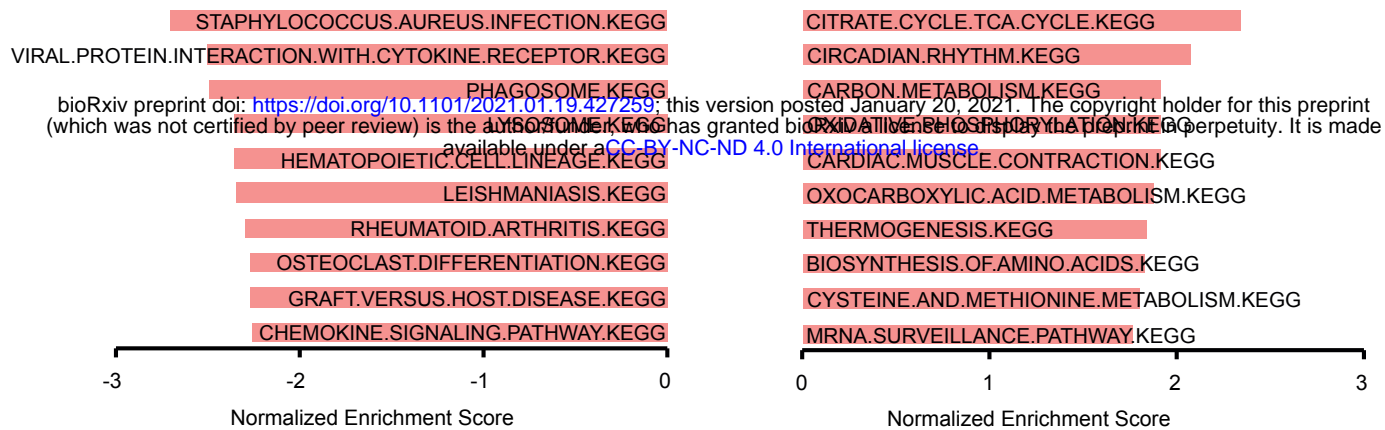 STAPHYLOCOCCUS.AUREUS.INFECTION.KEGG
VIRAL.PROTEIN.INTERACTION.WITH.CYTOKINE.RECEPTOR.KEGG
PHAGOSOME.KEGG
LYSOSOME.KEGG
HEMATOPOIETIC.CELL.LINEAGE.KEGG
LEISHMANIASIS.KEGG
RHEUMATOID.ARTHRITIS.KEGG
OSTEOCLAST.DIFFERENTIATION.KEGG
GRAFT.VERSUS.HOST.DISEASE.KEGG
CHEMOKINE.SIGNALING.PATHWAY.KEGG
-3 -2 -1 0
Normalized Enrichment Score
CITRATE.CYCLE.TCA.CYCLE.KEGG
CIRCADIAN.RHYTHM.KEGG
CARBON.METABOLISM.KEGG
OXIDATIVE.PHOSPHORYLATION.KEGG
CARDIAC.MUSCLE.CONTRACTION.KEGG
OXOCARBOXYLIC.ACID.METABOLISM.KEGG
THERMOGENESIS.KEGG
BIOSYNTHESIS.OF.AMINO.ACIDS.KEGG
CYSTEINE.AND.METHIONINE.METABOLISM.KEGG
MRNA.SURVEILLANCE.PATHWAY.KEGG
0 1 2 3
Normalized Enrichment Score
bioRxiv preprint doi: https://doi.org/10.1101/2021.01.19.427259; this version posted January 20, 2021. The copyright holder for this preprint
(which was not certified by peer review) is the author/funder, who has granted bioRxiv a license to display the preprint in perpetuity. It is made
available under aCC-BY-NC-ND 4.0 International license